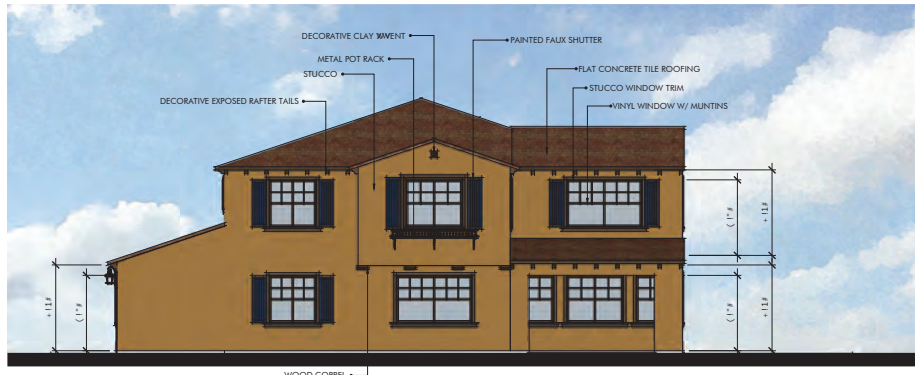 DECORATIVE CLAY VENT
PAINTED FAUX SHUTTER
METAL POT RACK
FLAT CONCRETE TILE ROOFING
STUCCO
STUCCO WINDOW TRIM
DECORATIVE EXPOSED RAFTER TAILS
VINYL WINDOW W/ MUNTINS
WOOD CORBEL